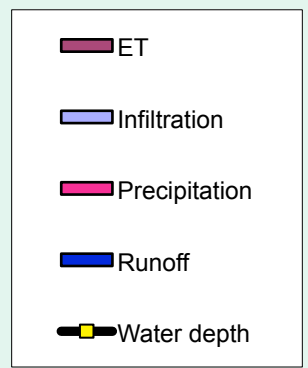 ET
Infiltration
Precipitation
Runoff
Water depth